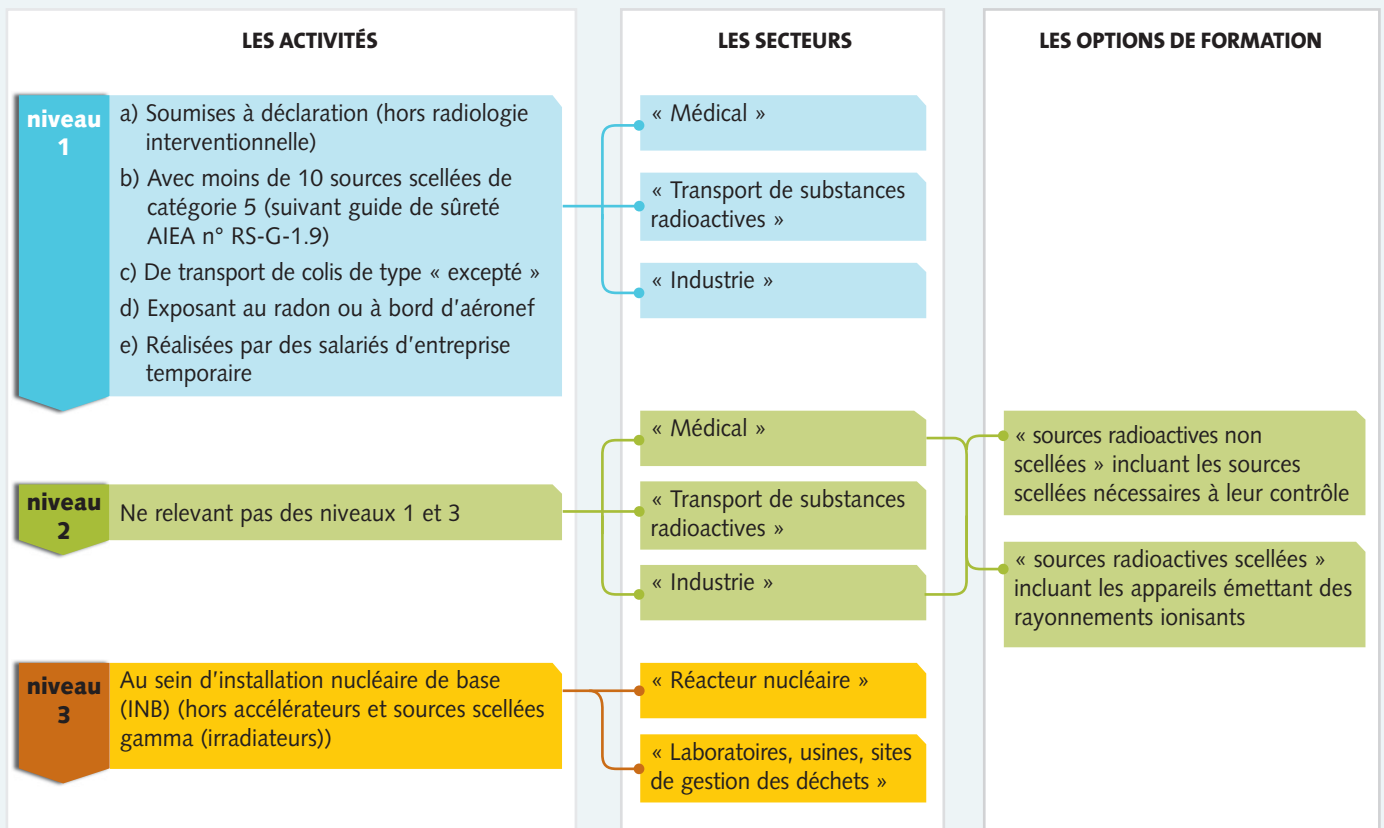 LES ACTIVITÉS
LES SECTEURS
LES OPTIONS DE FORMATION
niveau
1
a) Soumises à déclaration (hors radiologie
interventionnelle)
b) Avec moins de 10 sources scellées de
catégorie 5 (suivant guide de sûreté
AIEA n° RS-G-1.9)
c) De transport de colis de type « excepté »
d) Exposant au radon ou à bord d’aéronef
e) Réalisées par des salariés d’entreprise
temporaire
« Médical »
« Transport de substances
radioactives »
« Industrie »
niveau
2
Ne relevant pas des niveaux 1 et 3
« Médical »
« Transport de substances
radioactives »
« Industrie »
« sources radioactives non
scellées » incluant les sources
scellées nécessaires à leur contrôle
« sources radioactives scellées »
incluant les appareils émettant des
rayonnements ionisants
niveau
3
Au sein d’installation nucléaire de base
(INB) (hors accélérateurs et sources scellées
gamma (irradiateurs))
« Réacteur nucléaire »
« Laboratoires, usines, sites
de gestion des déchets »